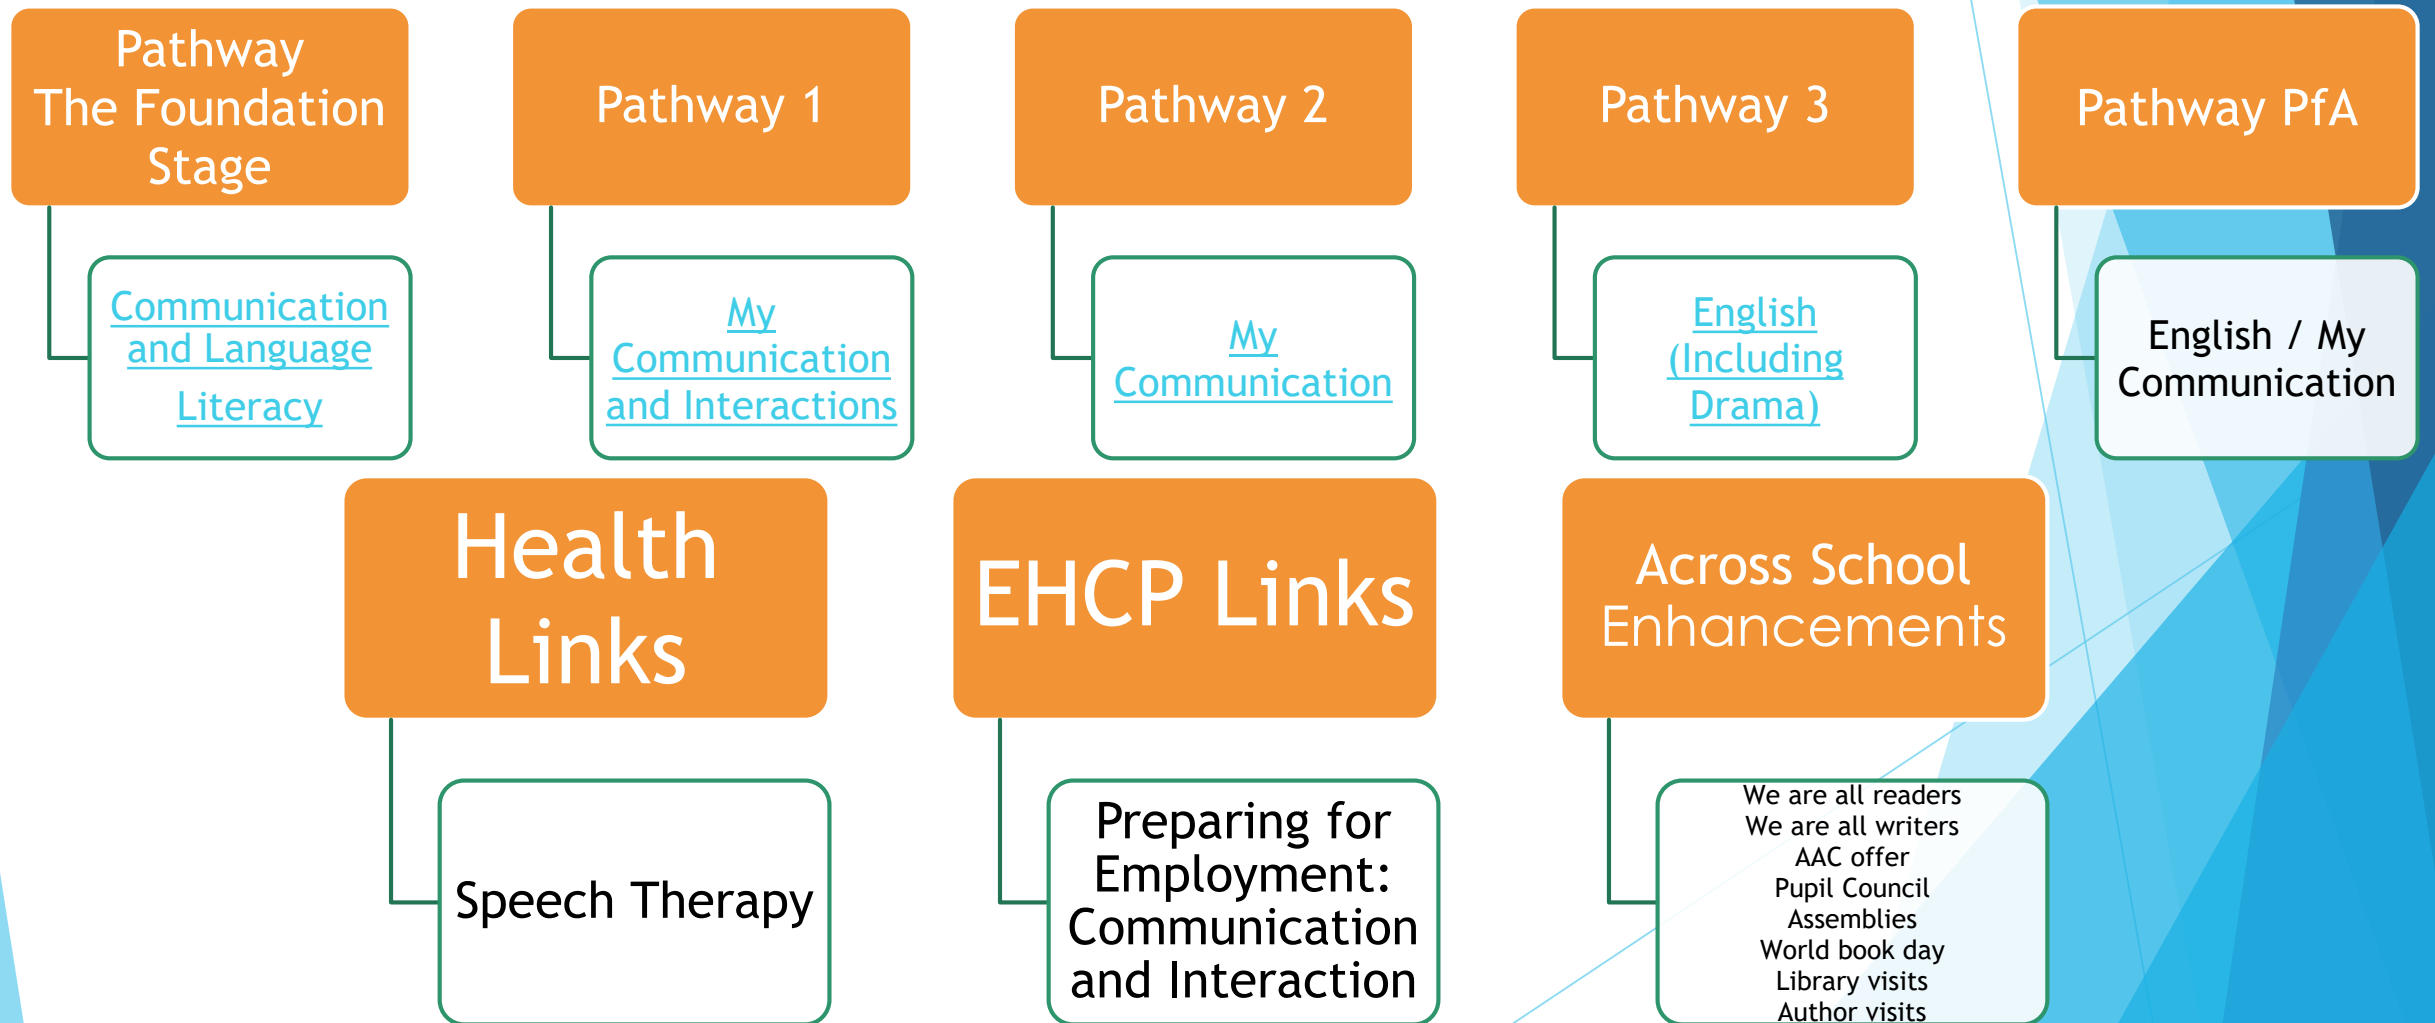 Pathway
The Foundation
Stage
Communication
and Language
Literacy
Pathway 1
My
Communication
and Interactions
Pathway 2
My
Communication
Pathway 3
English
(Including
Drama)
Pathway PfA
English / My
Communication
Health
Links
Speech Therapy
EHCP Links
Preparing for
Employment:
Communication
and Interaction
Across School
Enhancements
We are all readers
We are all writers
AAC offer
Pupil Council
Assemblies
World book day
Library visits
Author visits